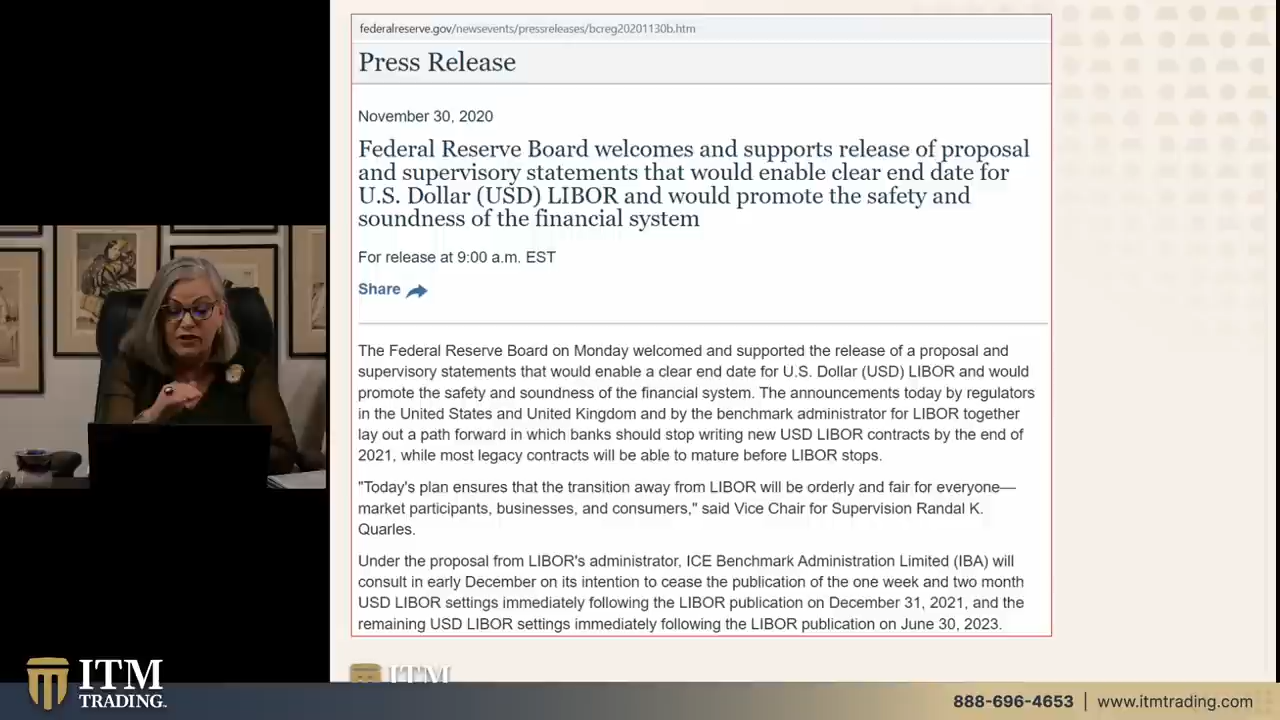 federalreserve.gov/newsevents/pressreleases/bcreg20201130b.htm
Press Release
November 30, 2020
Federal Reserve Board welcomes and supports release of proposal
and supervisory statements that would enable clear end date for
U.S. Dollar (USD) LIBOR and would promote the safety and
soundness of the financial system
For release at 9:00 a.m. EST
Share
The Federal Reserve Board on Monday welcomed and supported the release of a proposal and
supervisory statements that would enable a clear end date for U.S. Dollar (USD) LIBOR and would
promote the safety and soundness of the financial system. The announcements today by regulators
in the United States and United Kingdom and by the benchmark administrator for LIBOR together
lay out a path forward in which banks should stop writing new USD LIBOR contracts by the end of
2021, while most legacy contracts will be able to mature before LIBOR stops.
"Today's plan ensures that the transition away from LIBOR will be orderly and fair for everyone—
market participants, businesses, and consumers," said Vice Chair for Supervision Randal K.
Quarles.
Under the proposal from LIBOR's administrator, ICE Benchmark Administration Limited (IBA) will
consult in early December on its intention to cease the publication of the one week and two month
USD LIBOR settings immediately following the LIBOR publication on December 31, 2021, and the
remaining USD LIBOR settings immediately following the LIBOR publication on June 30, 2023.
ITM
ITM
TRADING.
888-696-4653 | www.itmtrading.com